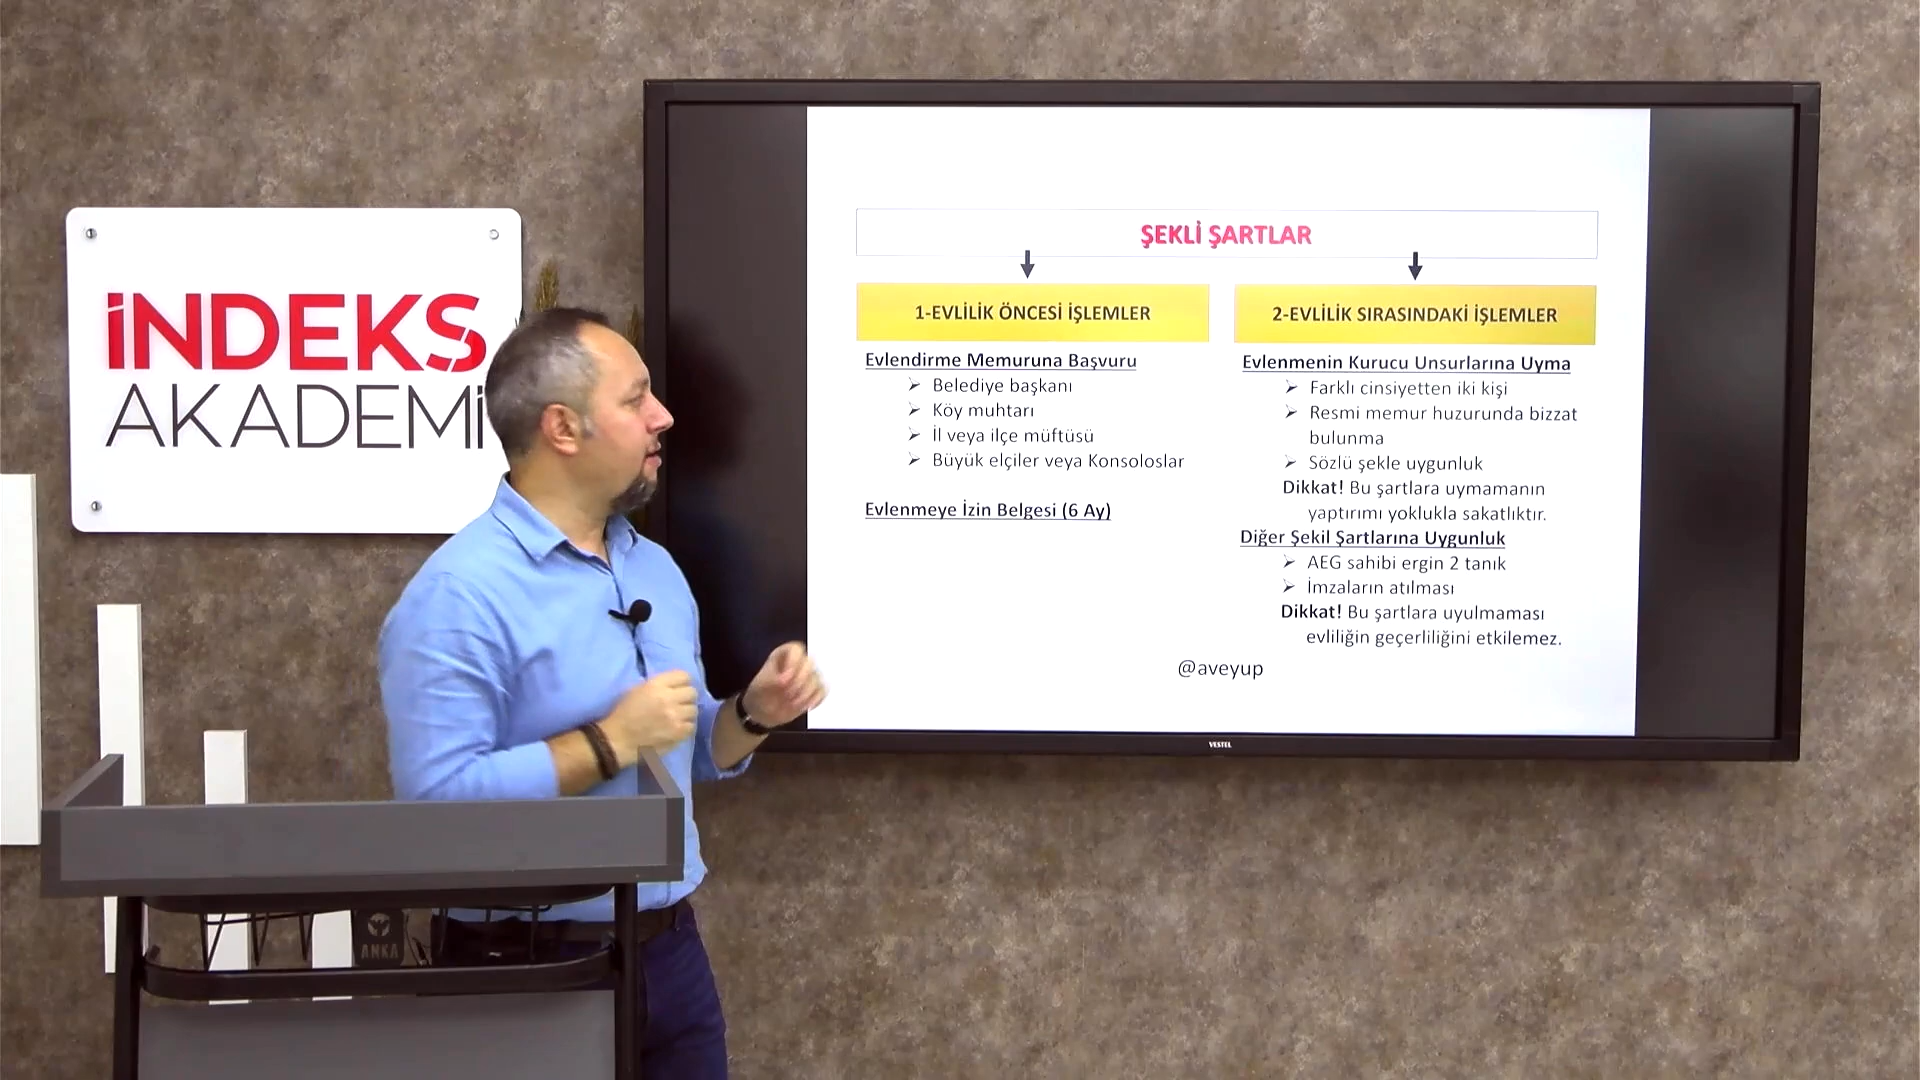 İNDEKS
AKADEMİ
ŞEKLİ ŞARTLAR
1-EVLİLİK ÖNCESİ İŞLEMLER
Evlendirme Memuruna Başvuru
➢ Belediye başkanı
➢ Köy muhtarı
➢ İl veya ilçe müftüsü
➢ Büyük elçiler veya Konsoloslar
Evlenmeye İzin Belgesi (6 Ay)
2-EVLİLİK SIRASINDAKİ İŞLEMLER
Evlenmenin Kurucu Unsurlarına Uyma
➢ Farklı cinsiyetten iki kişi
➢ Resmi memur huzurunda bizzat
bulunma
➢ Sözlü şekle uygunluk
Dikkat! Bu şartlara uymamanın
yaptırımı yoklukla sakatlıktır.
Diğer Şekil Şartlarına Uygunluk
➢ AEG sahibi ergin 2 tanık
➢ İmzaların atılması
Dikkat! Bu şartlara uyulmaması
evliliğin geçerliliğini etkilemez.
@aveyup
VESTEL
ANKA